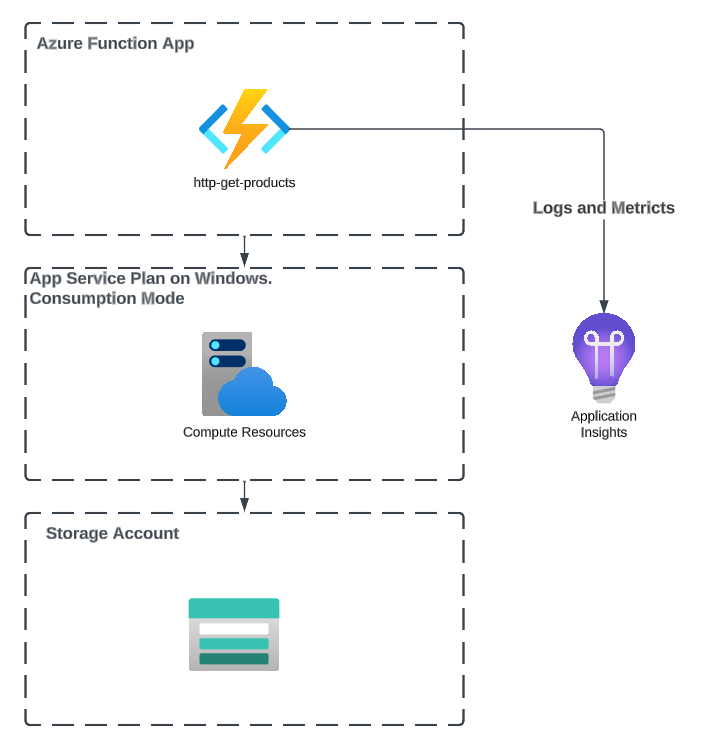 Azure Function App
http-get-products
Logs and Metrics
App Service Plan on Windows.
Consumption Mode
Compute Resources
Application
Insights
Storage Account